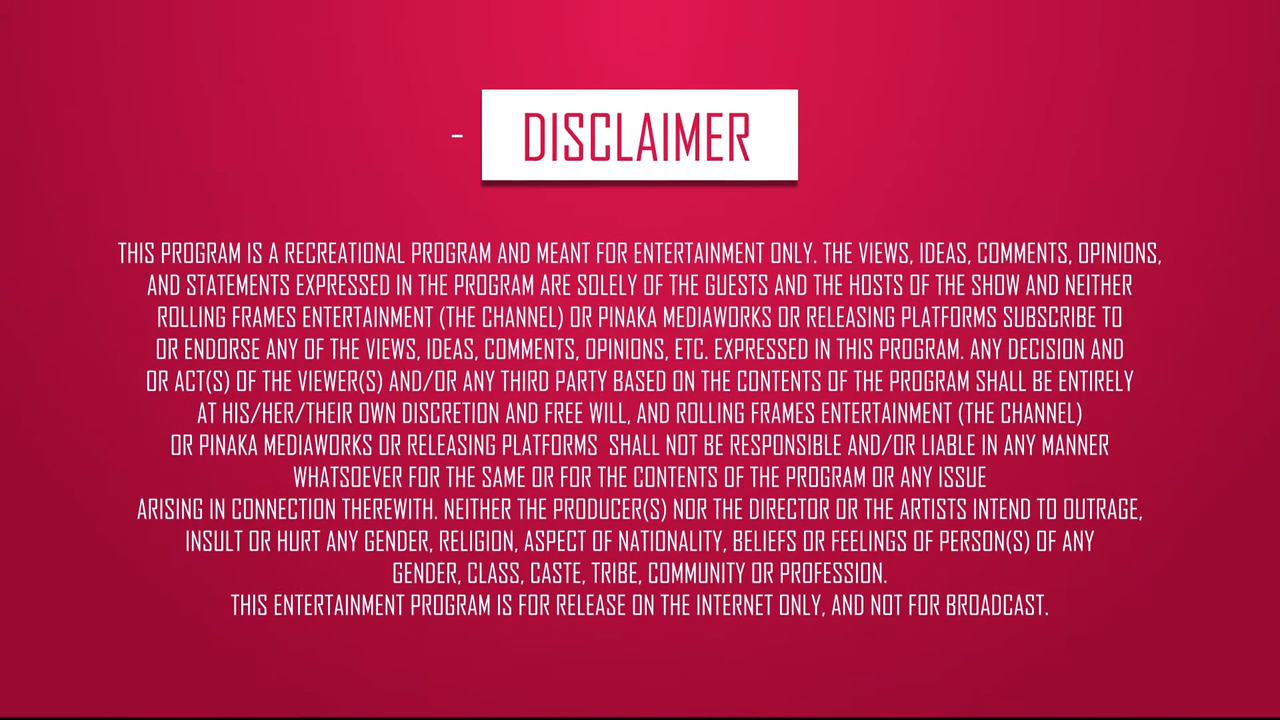 - DISCLAIMER
THIS PROGRAM IS A RECREATIONAL PROGRAM AND MEANT FOR ENTERTAINMENT ONLY. THE VIEWS, IDEAS, COMMENTS, OPINIONS,
AND STATEMENTS EXPRESSED IN THE PROGRAM ARE SOLELY OF THE GUESTS AND THE HOSTS OF THE SHOW AND NEITHER
ROLLING FRAMES ENTERTAINMENT (THE CHANNEL) OR PINAKA MEDIAWORKS OR RELEASING PLATFORMS SUBSCRIBE TO
OR ENDORSE ANY OF THE VIEWS, IDEAS, COMMENTS, OPINIONS, ETC. EXPRESSED IN THIS PROGRAM. ANY DECISION AND
OR ACT(S) OF THE VIEWER(S) AND/OR ANY THIRD PARTY BASED ON THE CONTENTS OF THE PROGRAM SHALL BE ENTIRELY
AT HIS/HER/THEIR OWN DISCRETION AND FREE WILL, AND ROLLING FRAMES ENTERTAINMENT (THE CHANNEL)
OR PINAKA MEDIAWORKS OR RELEASING PLATFORMS SHALL NOT BE RESPONSIBLE AND/OR LIABLE IN ANY MANNER
WHATSOEVER FOR THE SAME OR FOR THE CONTENTS OF THE PROGRAM OR ANY ISSUE
ARISING IN CONNECTION THEREWITH. NEITHER THE PRODUCER(S) NOR THE DIRECTOR OR THE ARTISTS INTEND TO OUTRAGE,
INSULT OR HURT ANY GENDER, RELIGION, ASPECT OF NATIONALITY, BELIEFS OR FEELINGS OF PERSON(S) OF ANY
GENDER, CLASS, CASTE, TRIBE, COMMUNITY OR PROFESSION.
THIS ENTERTAINMENT PROGRAM IS FOR RELEASE ON THE INTERNET ONLY, AND NOT FOR BROADCAST.